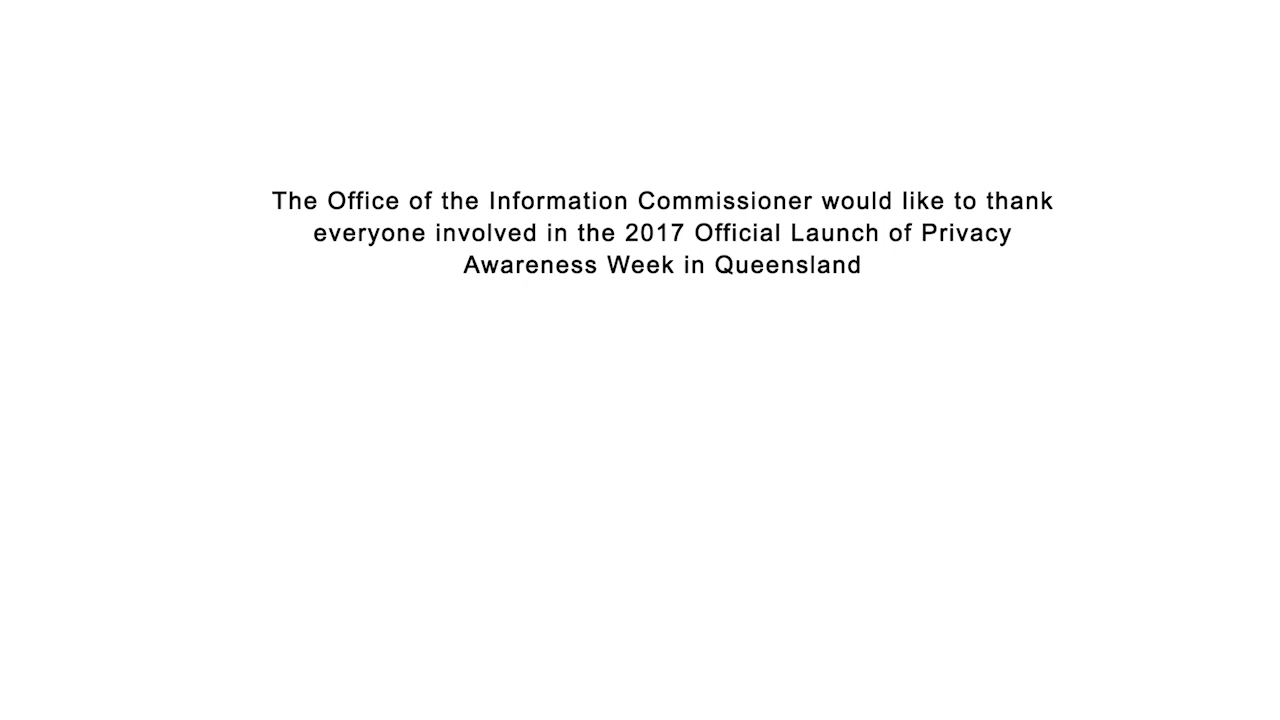 The Office of the Information Commissioner would like to thank
everyone involved in the 2017 Official Launch of Privacy
Awareness Week in Queensland